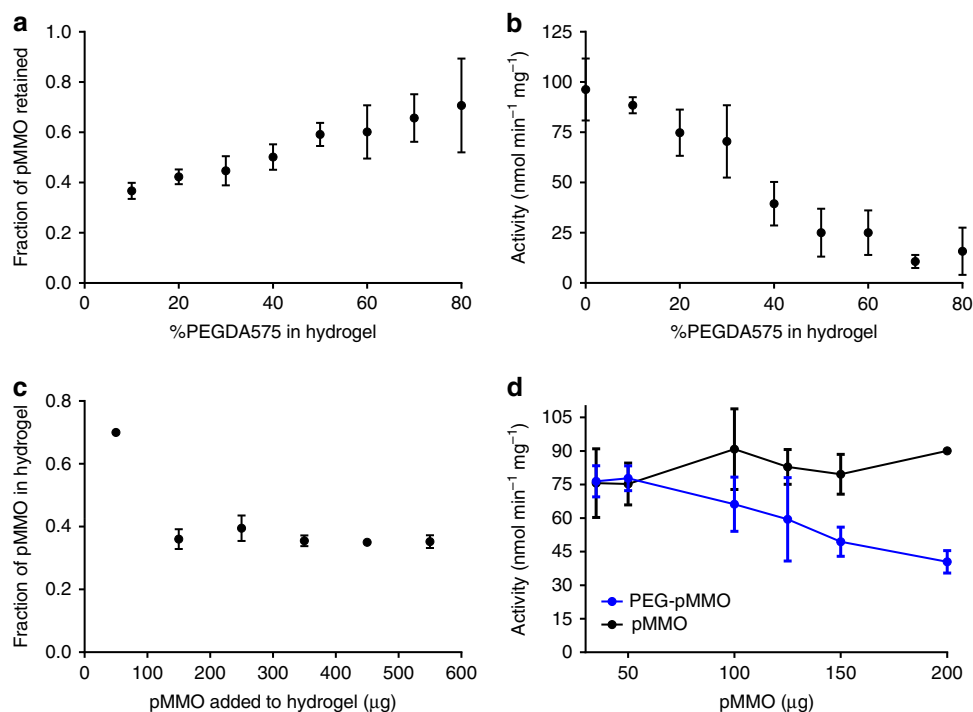 a
Fraction of pMMO retained
1.0
0.8
0.6
0.4
0.2
0.0
0 20 40 60 80
%PEGDA575 in hydrogel
b
Activity (nmol min⁻¹ mg⁻¹)
125
100
75
50
25
0
0 20 40 60 80
%PEGDA575 in hydrogel
c
Fraction of pMMO in hydrogel
0.8
0.6
0.4
0.2
0.0
0 100 200 300 400 500 600
pMMO added to hydrogel (μg)
d
Activity (nmol min⁻¹ mg⁻¹)
105
90
75
60
45
30
15
0
PEG-pMMO
pMMO
50 100 150 200
pMMO (μg)